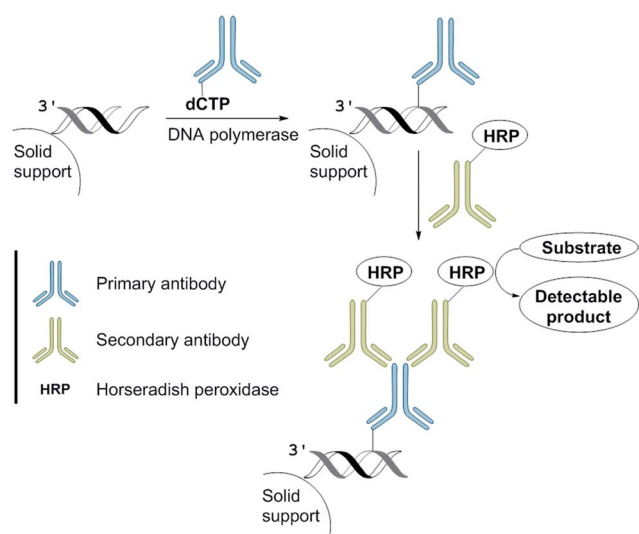 3'
dCTP
DNA polymerase
Solid
support
3'
Solid
support
HRP
HRP
HRP
Substrate
Detectable
product
Primary antibody
Secondary antibody
HRP Horseradish peroxidase
3'
Solid
support